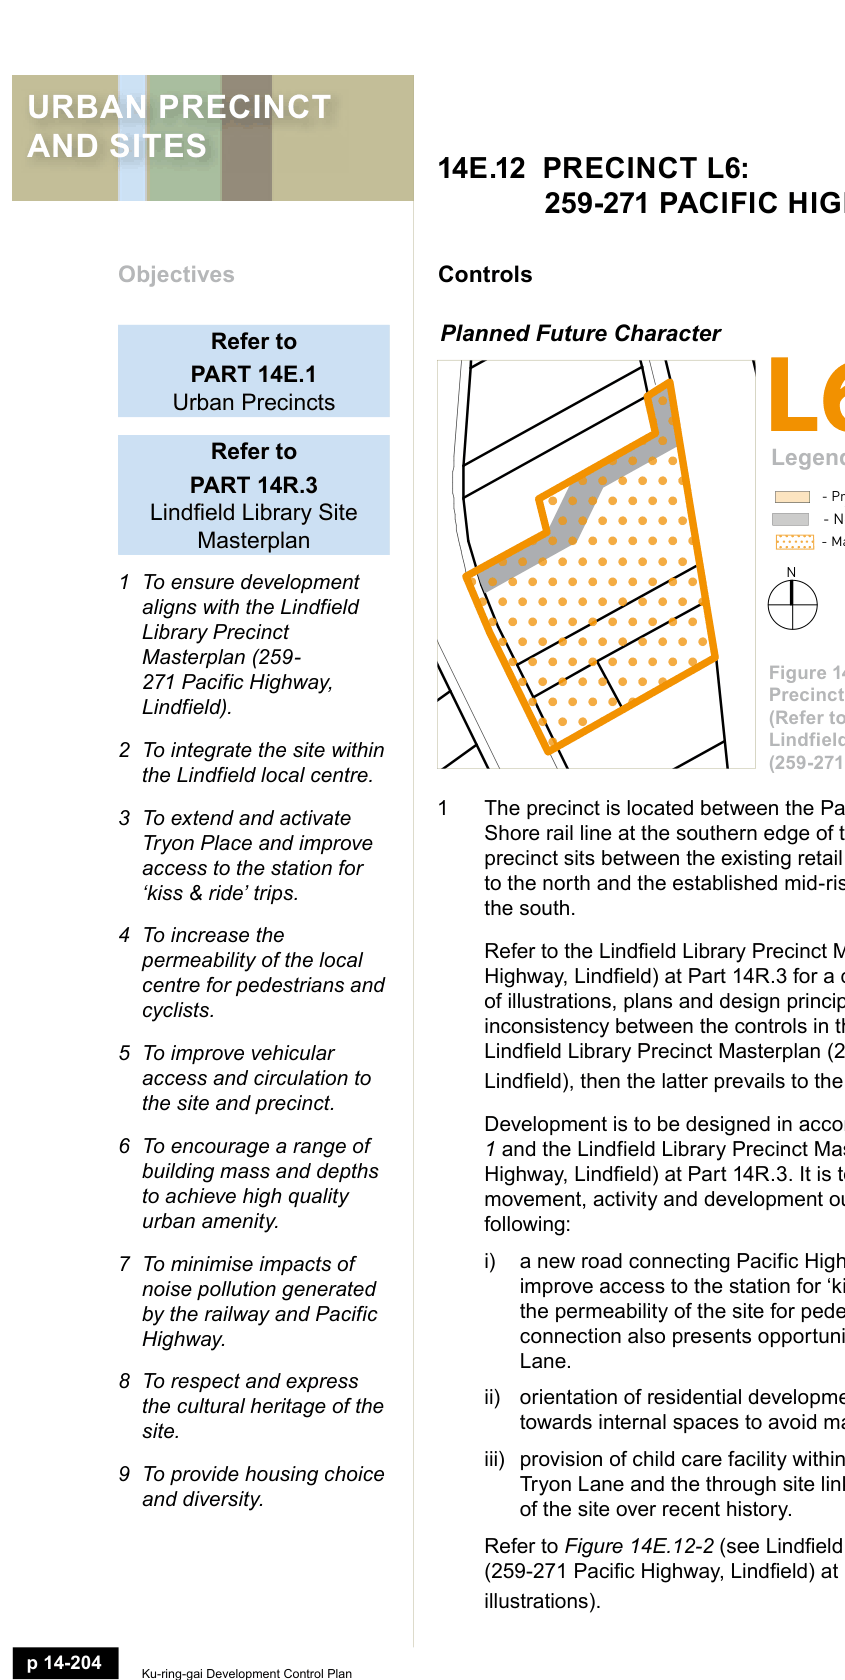 URBAN PRECINCT
AND SITES
14E.12 PRECINCT L6:
259-271 PACIFIC
Objectives
Refer to
PART 14E.1
Urban Precincts
Refer to
PART 14R.3
Lindfield Library Site
Masterplan
1 To ensure development
aligns with the Lindfield
Library Precinct
Masterplan (259-
271 Pacific Highway,
Lindfield).
2 To integrate the site within
the Lindfield local centre.
3 To extend and activate
Tryon Place and improve
access to the station for
‘kiss & ride’ trips.
4 To increase the
permeability of the local
centre for pedestrians and
cyclists.
5 To improve vehicular
access and circulation to
the site and precinct.
6 To encourage a range of
building mass and depths
to achieve high quality
urban amenity.
7 To minimise impacts of
noise pollution generated
by the railway and Pacific
Highway.
8 To respect and express
the cultural heritage of the
site.
9 To provide housing choice
and diversity.
Controls
Planned Future Character
L6
Legend
- Pr
- N
- Ma
N
Figure 14
Precinct
(Refer to
Lindfield
(259-271
1 The precinct is located between the Pa
Shore rail line at the southern edge of t
precinct sits between the existing retail
to the north and the established mid-ris
the south.
Refer to the Lindfield Library Precinct M
Highway, Lindfield) at Part 14R.3 for a c
of illustrations, plans and design princip
inconsistency between the controls in th
Lindfield Library Precinct Masterplan (2
Lindfield), then the latter prevails to the
Development is to be designed in accor
1 and the Lindfield Library Precinct Mas
Highway, Lindfield) at Part 14R.3. It is to
movement, activity and development ou
following:
i) a new road connecting Pacific High
improve access to the station for ‘ki
the permeability of the site for pede
connection also presents opportuni
Lane.
ii) orientation of residential developme
towards internal spaces to avoid ma
iii) provision of child care facility within
Tryon Lane and the through site link
of the site over recent history.
Refer to Figure 14E.12-2 (see Lindfield
(259-271 Pacific Highway, Lindfield) at
illustrations).
p 14-204
Ku-ring-gai Development Control Plan